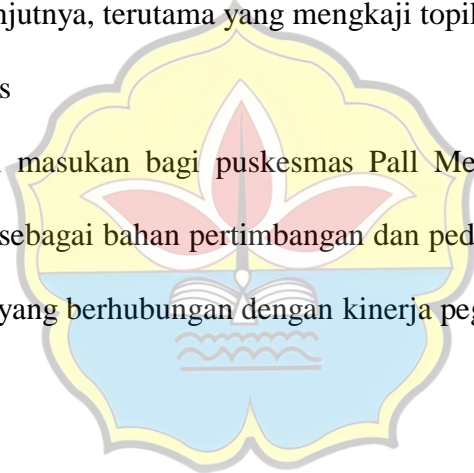 njutnya, terutama yang mengkaji topi
s
masukan bagi puskesmas Pall Me
sebagai bahan pertimbangan dan ped
yang berhubungan dengan kinerja peg